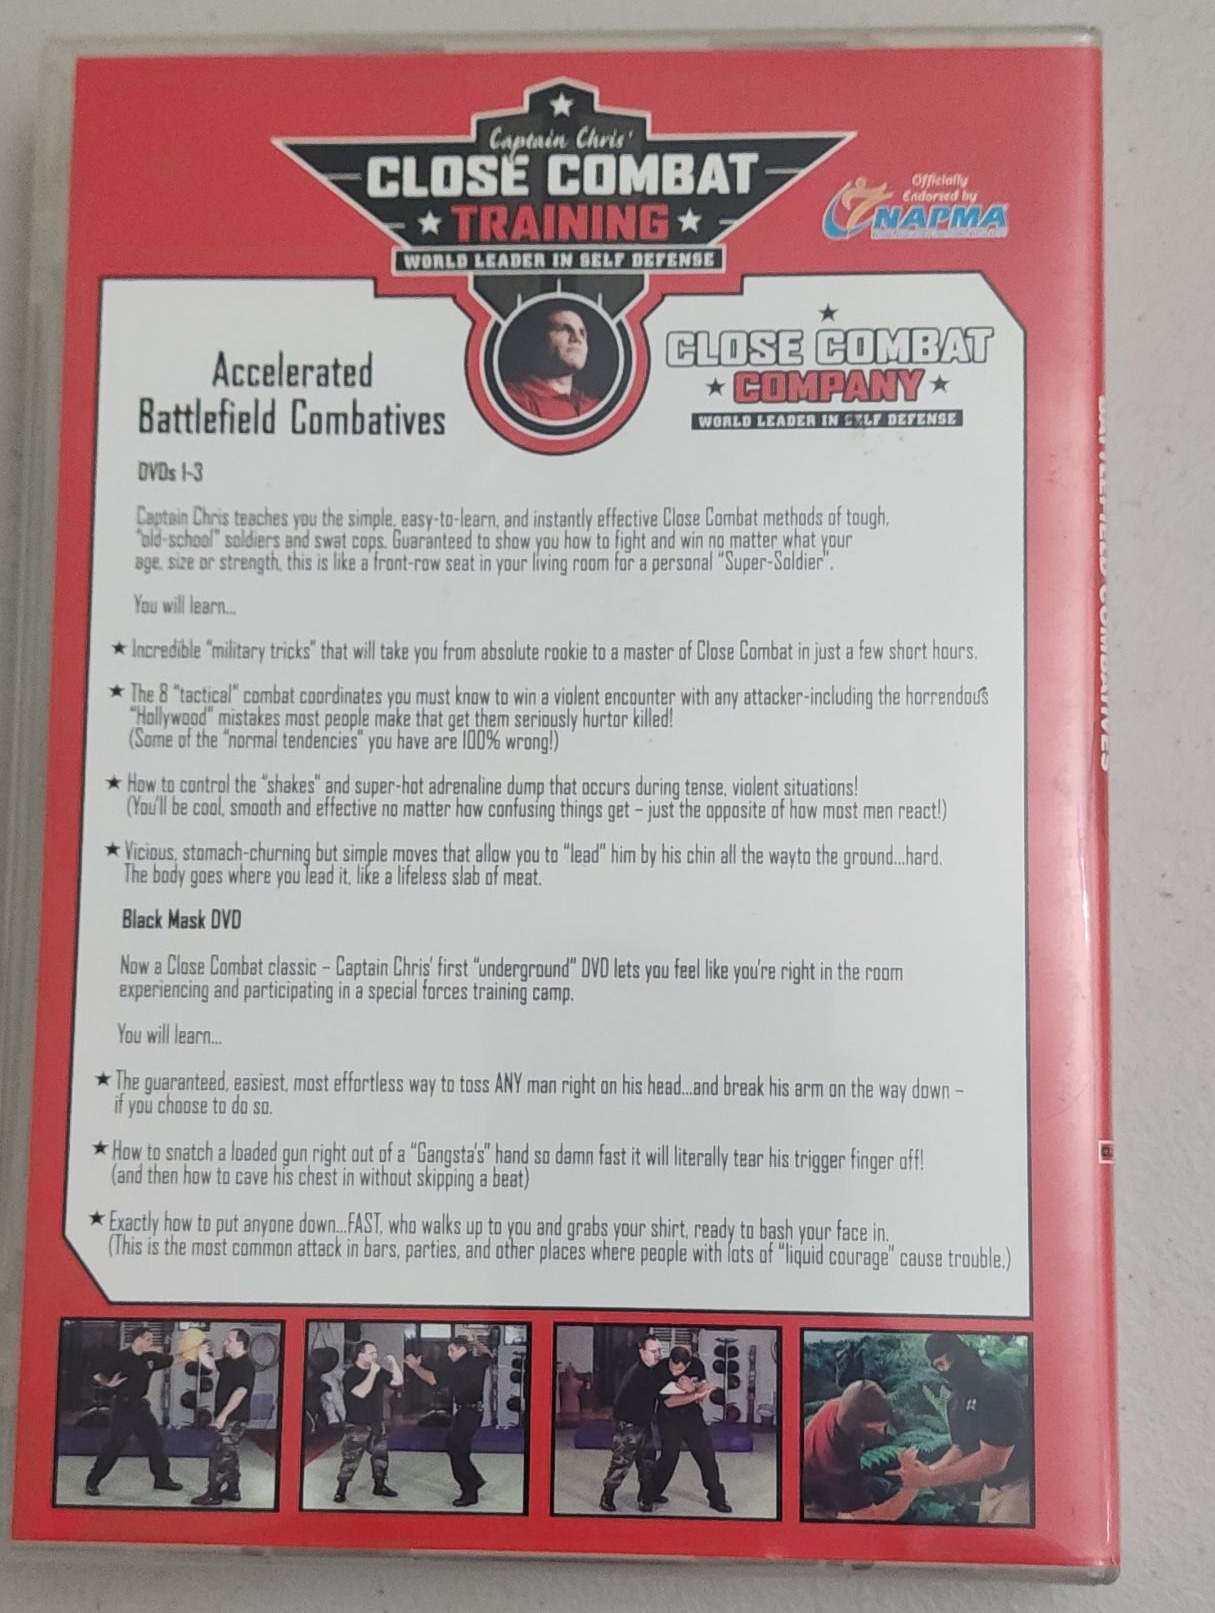 Captain Chris'
CLOSE COMBAT
TRAINING
WORLD LEADER IN SELF DEFENSE
Officially
Endorsed by
NAPMA
CLOSE COMBAT
COMPANY
WORLD LEADER IN SELF DEFENSE
Accelerated
Battlefield Combatives
DVDs 1-3
Captain Chris teaches you the simple, easy-to-learn, and instantly effective Close Combat methods of tough,
"old-school" soldiers and swat cops. Guaranteed to show you how to fight and win no matter what your
age, size or strength, this is like a front-row seat in your living room for a personal "Super-Soldier".
You will learn...
★ Incredible "military tricks" that will take you from absolute rookie to a master of Close Combat in just a few short hours.
★ The 8 "tactical" combat coordinates you must know to win a violent encounter with any attacker-including the horrendous
"Hollywood" mistakes most people make that get them seriously hurtor killed!
(Some of the "normal tendencies" you have are 100% wrong!)
★ How to control the "shakes" and super-hot adrenaline dump that occurs during tense, violent situations!
(You'll be cool, smooth and effective no matter how confusing things get – just the opposite of how most men react!)
★ Vicious, stomach-churning but simple moves that allow you to "lead" him by his chin all the wayto the ground...hard.
The body goes where you lead it, like a lifeless slab of meat.
Black Mask DVD
Now a Close Combat classic – Captain Chris' first "underground" DVD lets you feel like you're right in the room
experiencing and participating in a special forces training camp.
You will learn...
★ The guaranteed, easiest, most effortless way to toss ANY man right on his head...and break his arm on the way down –
if you choose to do so.
★ How to snatch a loaded gun right out of a "Gangsta's" hand so damn fast it will literally tear his trigger finger off!
(and then how to cave his chest in without skipping a beat)
★ Exactly how to put anyone down...FAST, who walks up to you and grabs your shirt, ready to bash your face in.
(This is the most common attack in bars, parties, and other places where people with lots of "liquid courage" cause trouble.)
BATTLEFIELD COMBATIVES